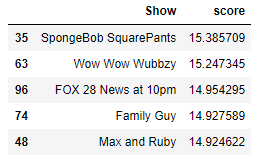 Show score
35 SpongeBob SquarePants 15.385709
63 Wow Wow Wubbzy 15.247345
96 FOX 28 News at 10pm 14.954295
74 Family Guy 14.927589
48 Max and Ruby 14.924622